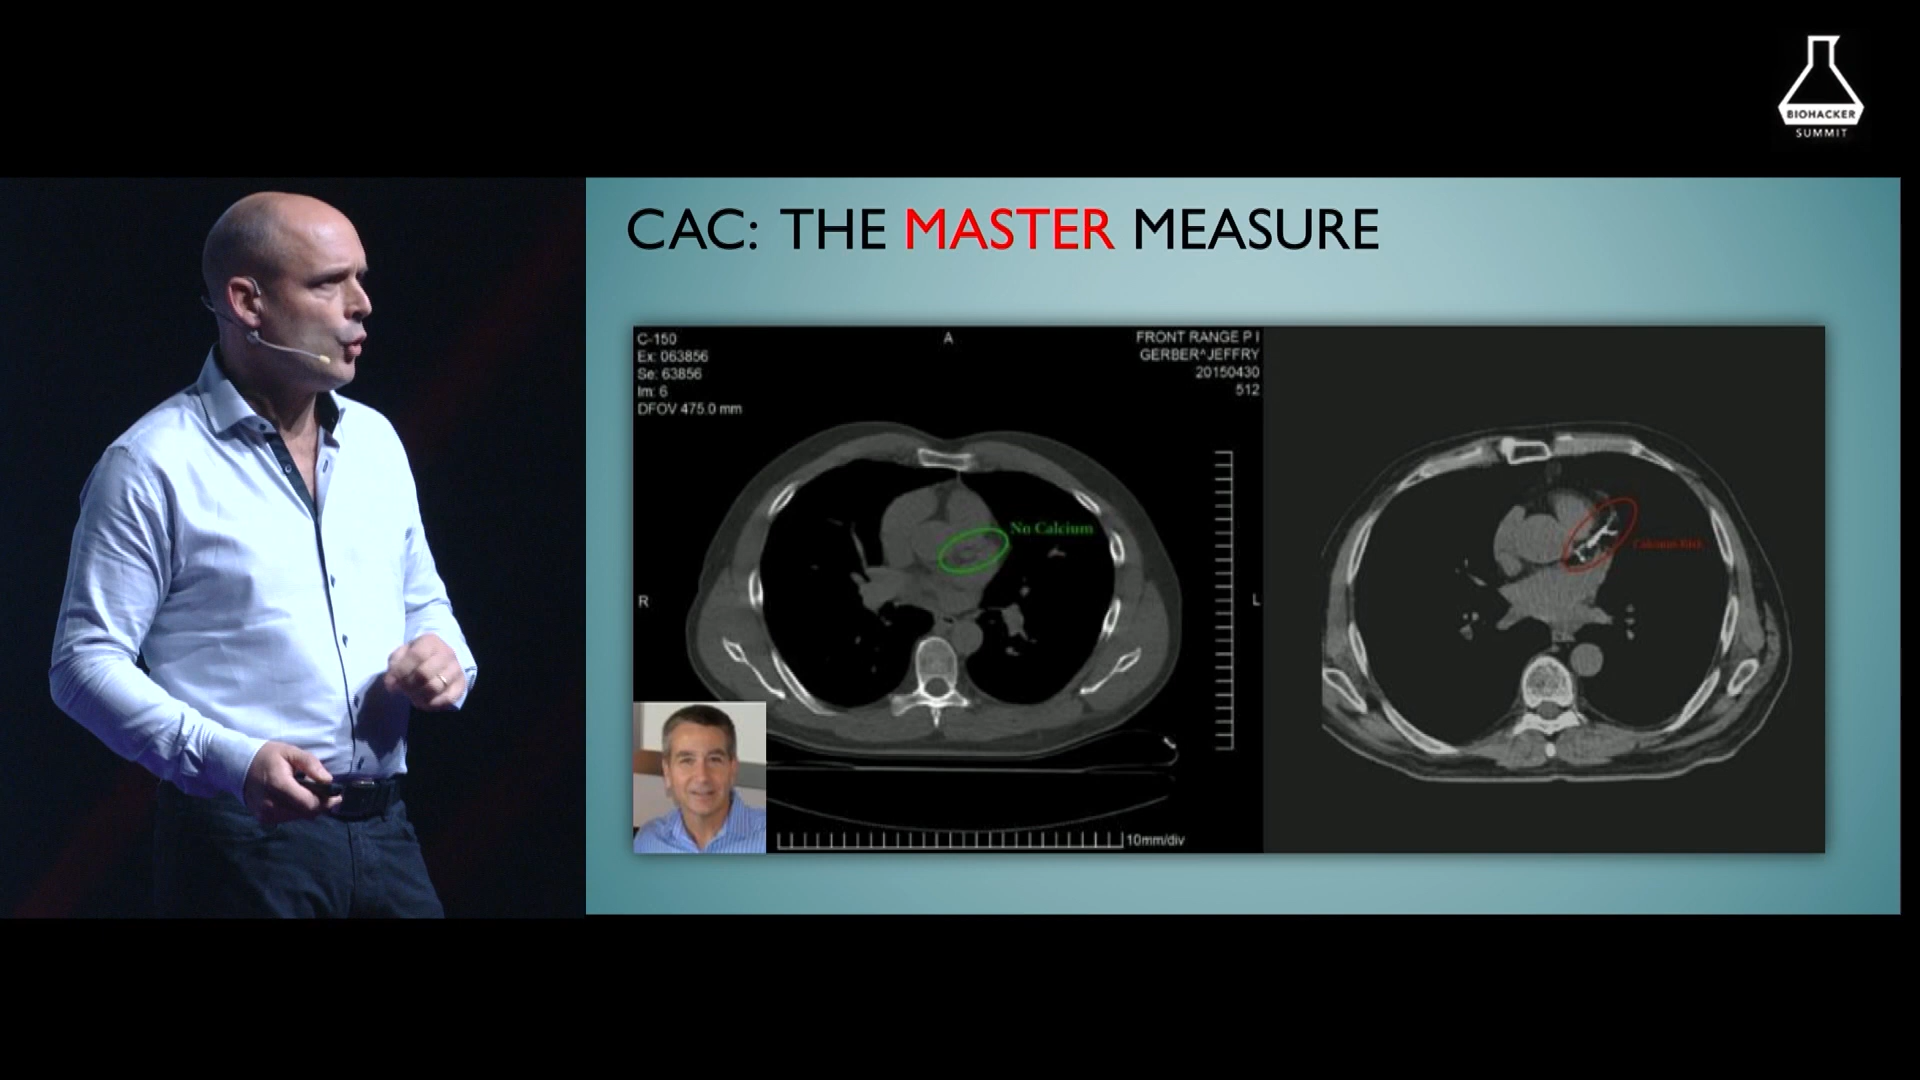 BIOHACKER
SUMMIT
CAC: THE MASTER MEASURE
C-150
Ex: 063856
Se: 63856
Im: 6
DFOV 475.0 mm
A
FRONT RANGE P I
GERBER^JEFFRY
20150430
512
No Calcium
R
L
10mm/div